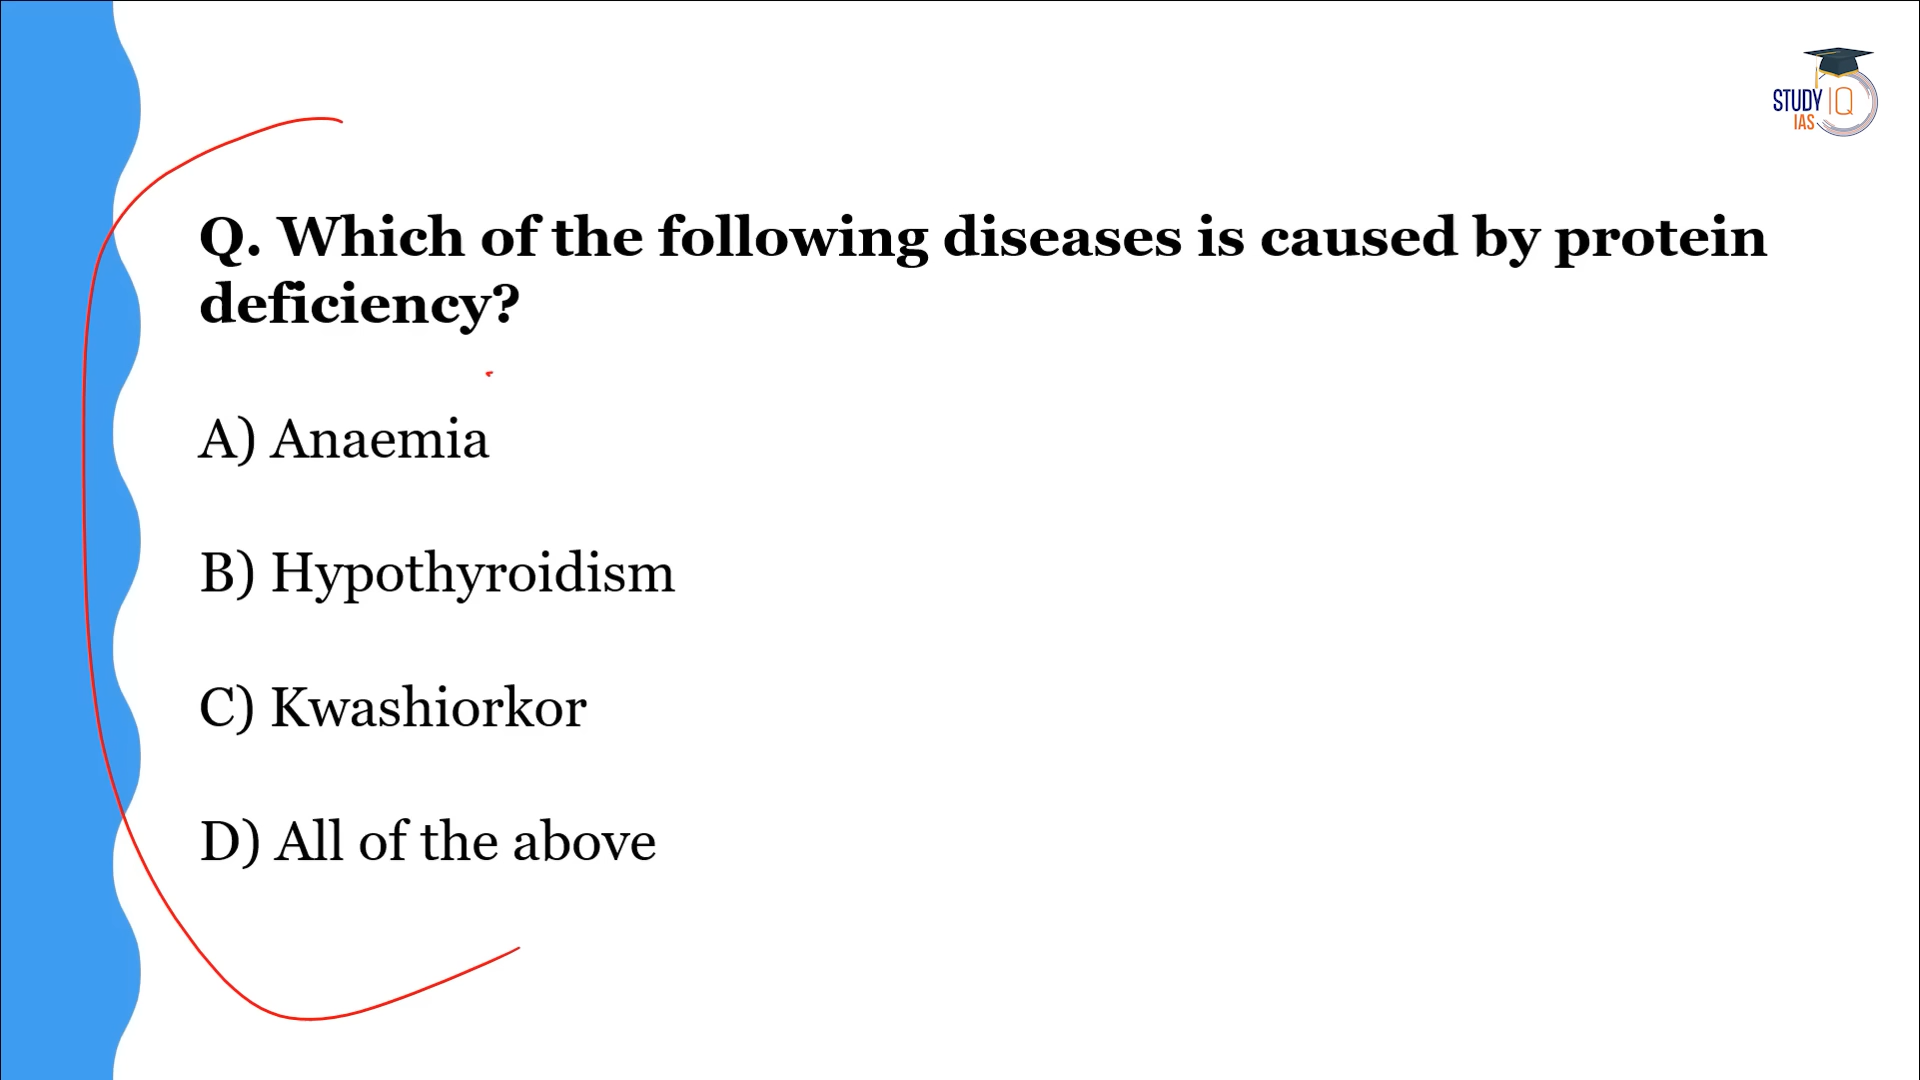 STUDY IQ
IAS
Q. Which of the following diseases is caused by protein
deficiency?
A) Anaemia
B) Hypothyroidism
C) Kwashiorkor
D) All of the above